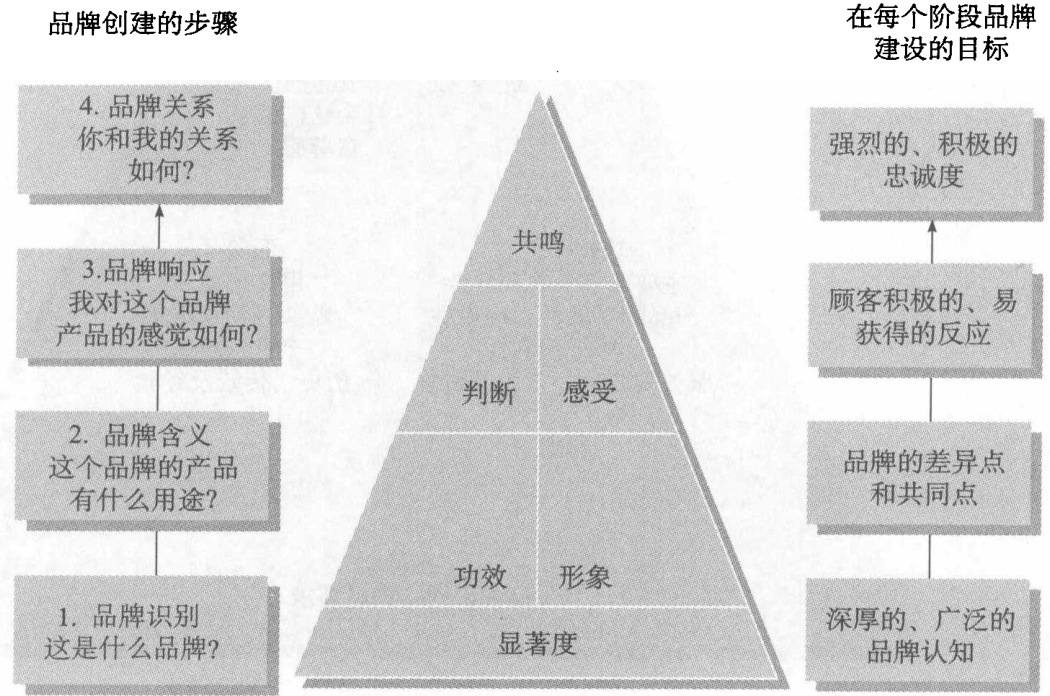 品牌创建的步骤
在每个阶段品牌
建设的目标
4. 品牌关系
你和我的关系
如何?
3.品牌响应
我对这个品牌
产品的感觉如何?
2. 品牌含义
这个品牌的产品
有什么用途?
1. 品牌识别
这是什么品牌?
共鸣
判断
感受
功效
形象
显著度
强烈的、积极的
忠诚度
顾客积极的、易
获得的反应
品牌的差异点
和共同点
深厚的、广泛的
品牌认知